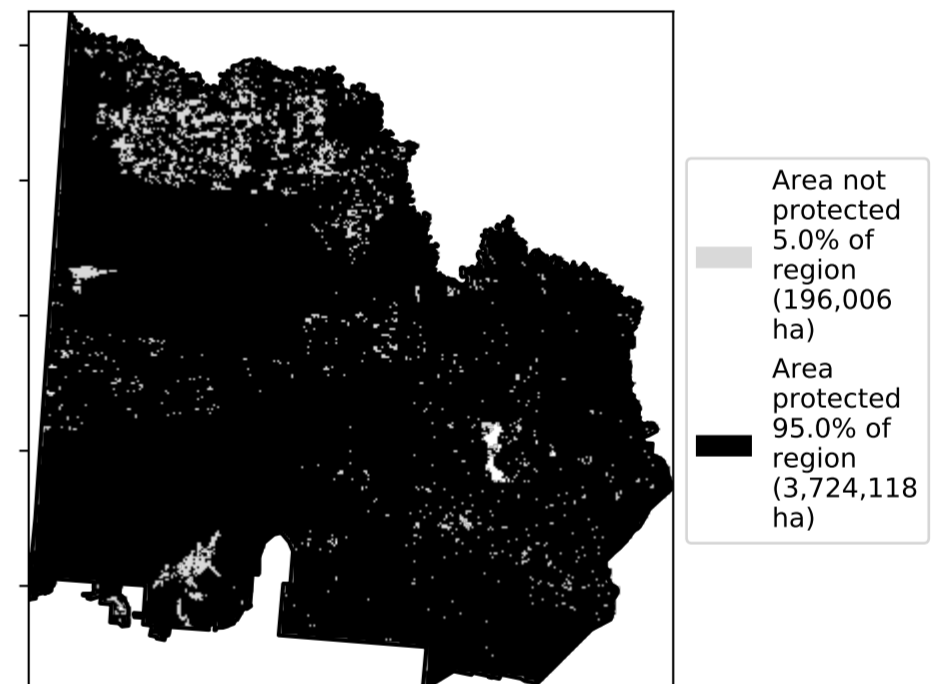 Area not
protected
5.0% of
region
(196,006
ha)
Area
protected
95.0% of
region
(3,724,118
ha)